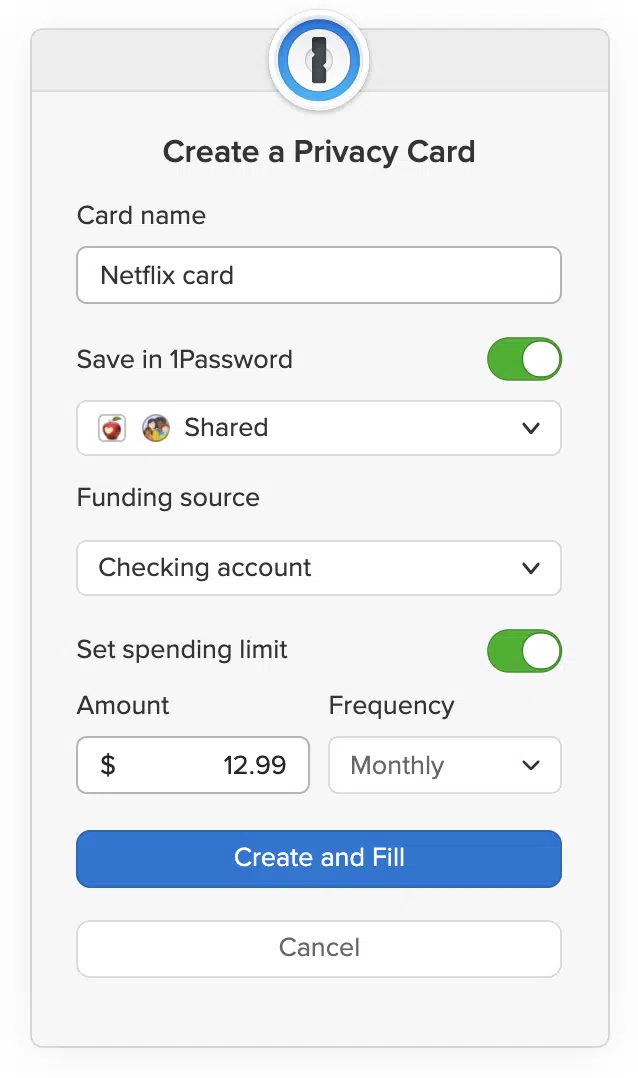 Create a Privacy Card
Card name
Netflix card
Save in 1Password
Shared
Funding source
Checking account
Set spending limit
Amount Frequency
$ 12.99 Monthly
Create and Fill
Cancel